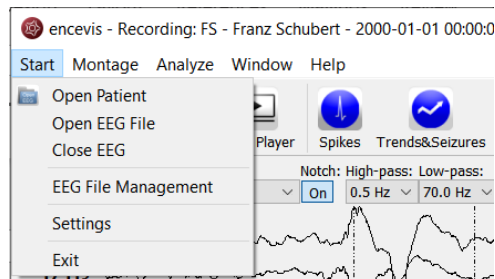 encevis - Recording: FS - Franz Schubert - 2000-01-01 00:00:0
Start Montage Analyze Window Help
Open Patient
Open EEG File
Close EEG
EEG File Management
Settings
Exit
Player Spikes Trends&Seizures
Notch: High-pass: Low-pass:
On 0.5 Hz 70.0 Hz